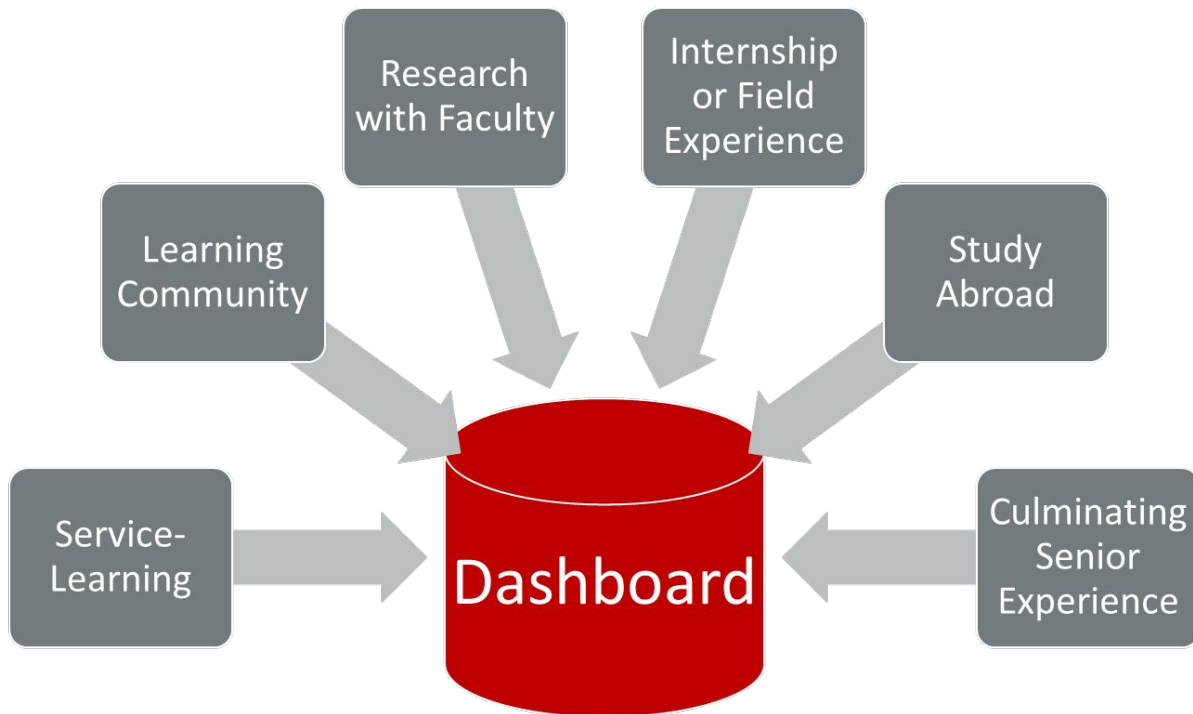 Research
with Faculty
Internship
or Field
Experience
Learning
Community
Study
Abroad
Service-
Learning
Dashboard
Culminating
Senior
Experience